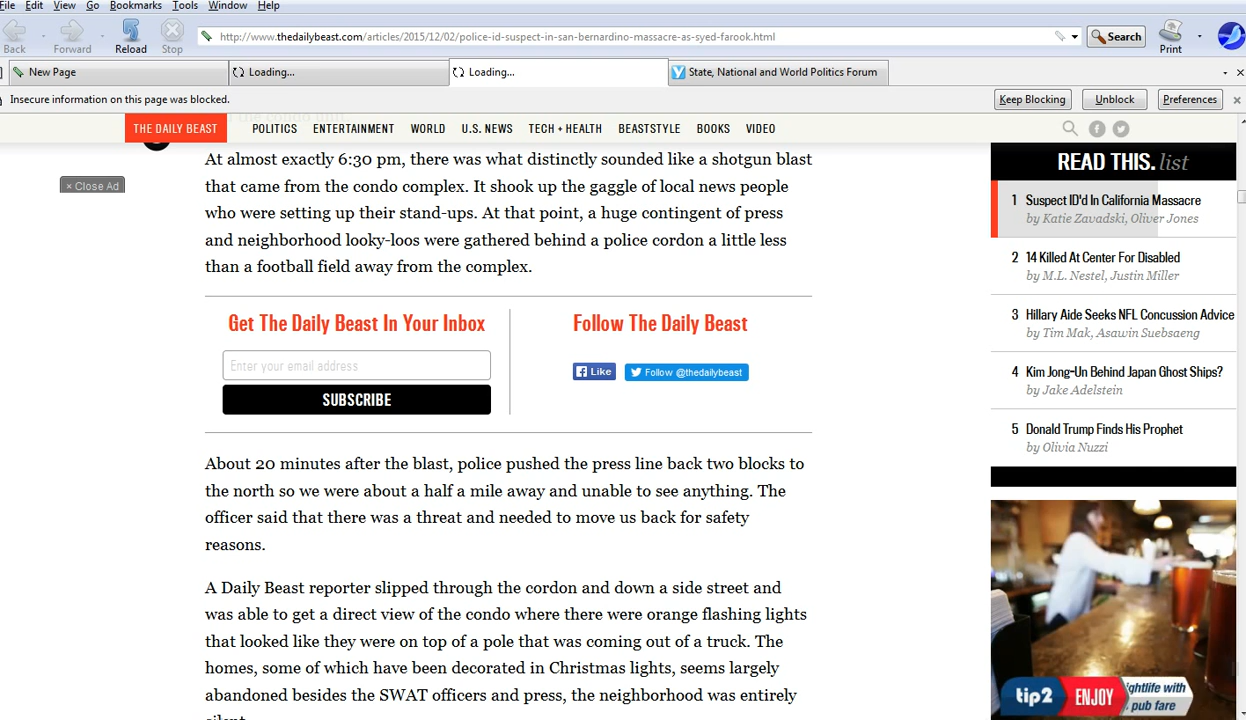 File Edit View Go Bookmarks Tools Window Help
Back Forward Reload Stop http://www.thedailybeast.com/articles/2015/12/02/police-id-suspect-in-san-bernardino-massacre-as-syed-farook.html Search Print
New Page Loading... Loading... State, National and World Politics Forum
Insecure information on this page was blocked. Keep Blocking Unblock Preferences
THE DAILY BEAST POLITICS ENTERTAINMENT WORLD U.S. NEWS TECH + HEALTH BEASTSTYLE BOOKS VIDEO
× Close Ad
At almost exactly 6:30 pm, there was what distinctly sounded like a shotgun blast
that came from the condo complex. It shook up the gaggle of local news people
who were setting up their stand-ups. At that point, a huge contingent of press
and neighborhood looky-loos were gathered behind a police cordon a little less
than a football field away from the complex.
Get The Daily Beast In Your Inbox
Enter your email address
SUBSCRIBE
Follow The Daily Beast
Like Follow @thedailybeast
About 20 minutes after the blast, police pushed the press line back two blocks to
the north so we were about a half a mile away and unable to see anything. The
officer said that there was a threat and needed to move us back for safety
reasons.
A Daily Beast reporter slipped through the cordon and down a side street and
was able to get a direct view of the condo where there were orange flashing lights
that looked like they were on top of a pole that was coming out of a truck. The
homes, some of which have been decorated in Christmas lights, seems largely
abandoned besides the SWAT officers and press, the neighborhood was entirely
silent
READ THIS. list
1 Suspect ID'd In California Massacre
by Katie Zavadski, Oliver Jones
2 14 Killed At Center For Disabled
by M.L. Nestel, Justin Miller
3 Hillary Aide Seeks NFL Concussion Advice
by Tim Mak, Asawin Suebsaeng
4 Kim Jong-Un Behind Japan Ghost Ships?
by Jake Adelstein
5 Donald Trump Finds His Prophet
by Olivia Nuzzi
tip2 ENJOY nightlife with
pub fare